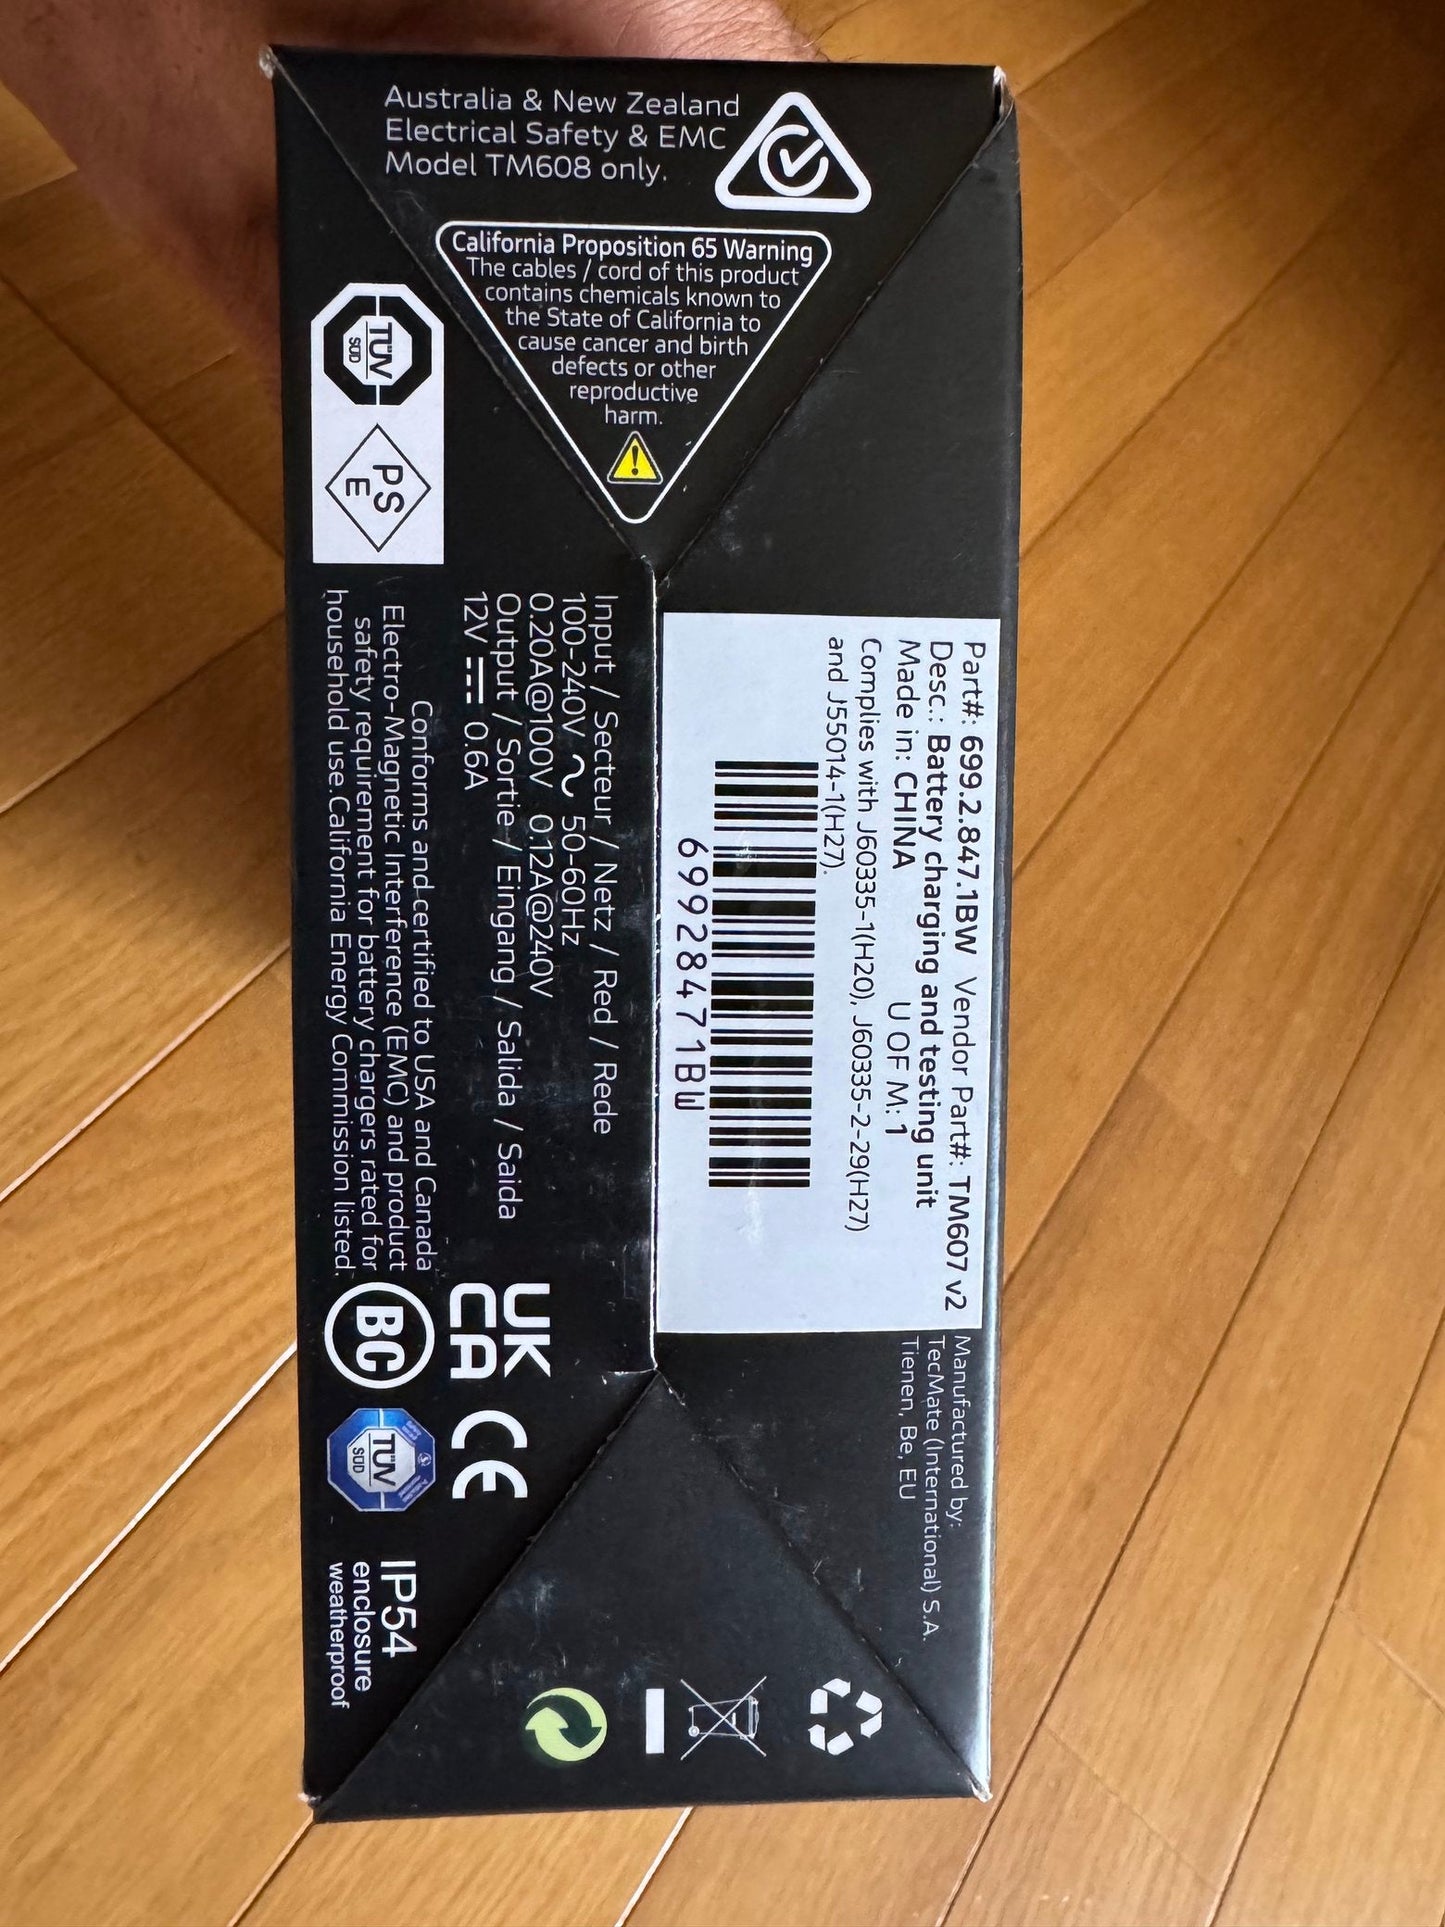 Australia & New Zealand
Electrical Safety & EMC
Model TM608 only.
California Proposition 65 Warning
The cables / cord of this product
contains chemicals known to
the State of California to
cause cancer and birth
defects or other
reproductive
harm.
!
TÜV
SÜD
PS
E
Part#: 699.2.847.1BW Vendor Part#: TM607 v2
Desc.: Battery charging and testing unit
Made in: CHINA U OF M: 1
Complies with J60335-1(H20), J60335-2-29(H27)
and J55014-1(H27).
69928471BW
Input / Secteur / Netz / Red / Rede
100-240V ~ 50-60Hz
0.20A@100V 0.12A@240V
Output / Sortie / Eingang / Salida / Saida
12V ⎓ 0.6A
Conforms and certified to USA and Canada
Electro-Magnetic Interference (EMC) and product
safety requirement for battery chargers rated for
household use.California Energy Commission listed.
Manufactured by:
TecMate (International) S.A.
Tienen, Be, EU
UK
CA
CE
BC
TÜV
SÜD
IP54
enclosure
weatherproof